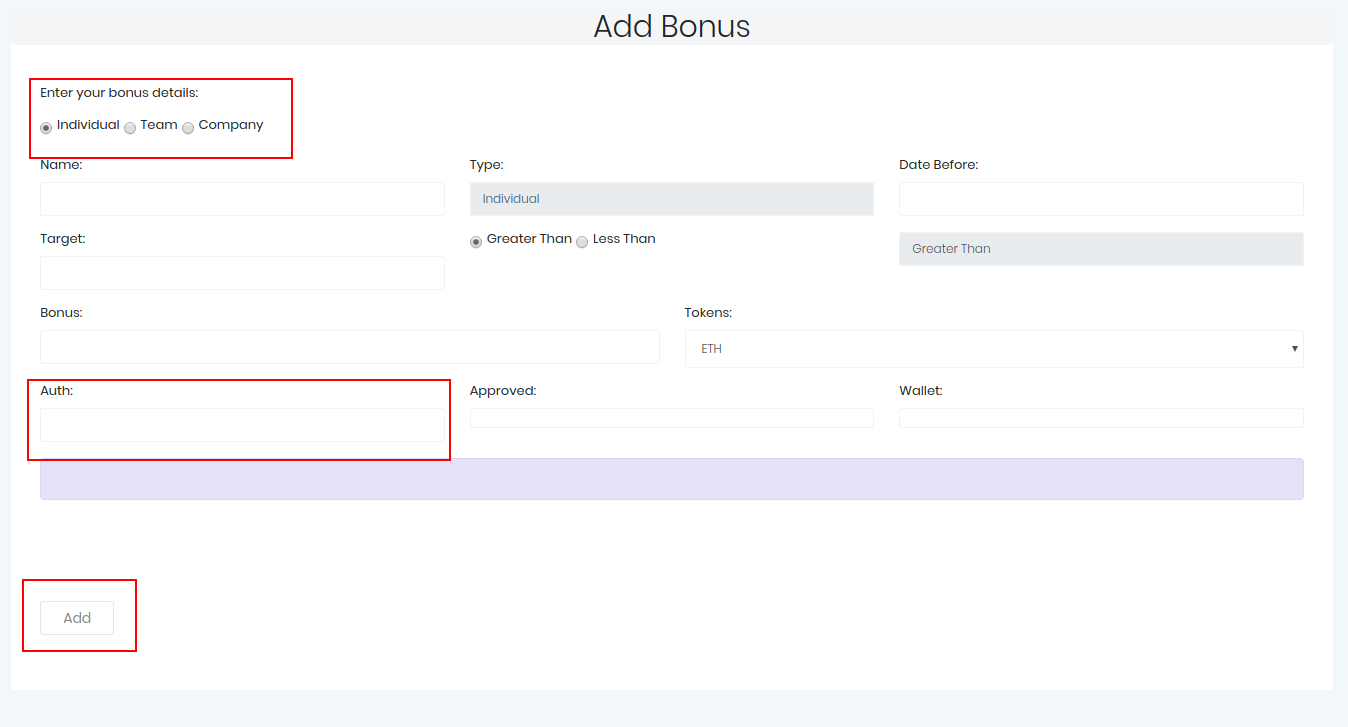 Add Bonus
Enter your bonus details:
Individual Team Company
Name: Type: Date Before:
Individual
Target: Greater Than Less Than
Greater Than
Bonus: Tokens:
ETH
Auth: Approved: Wallet:
Add